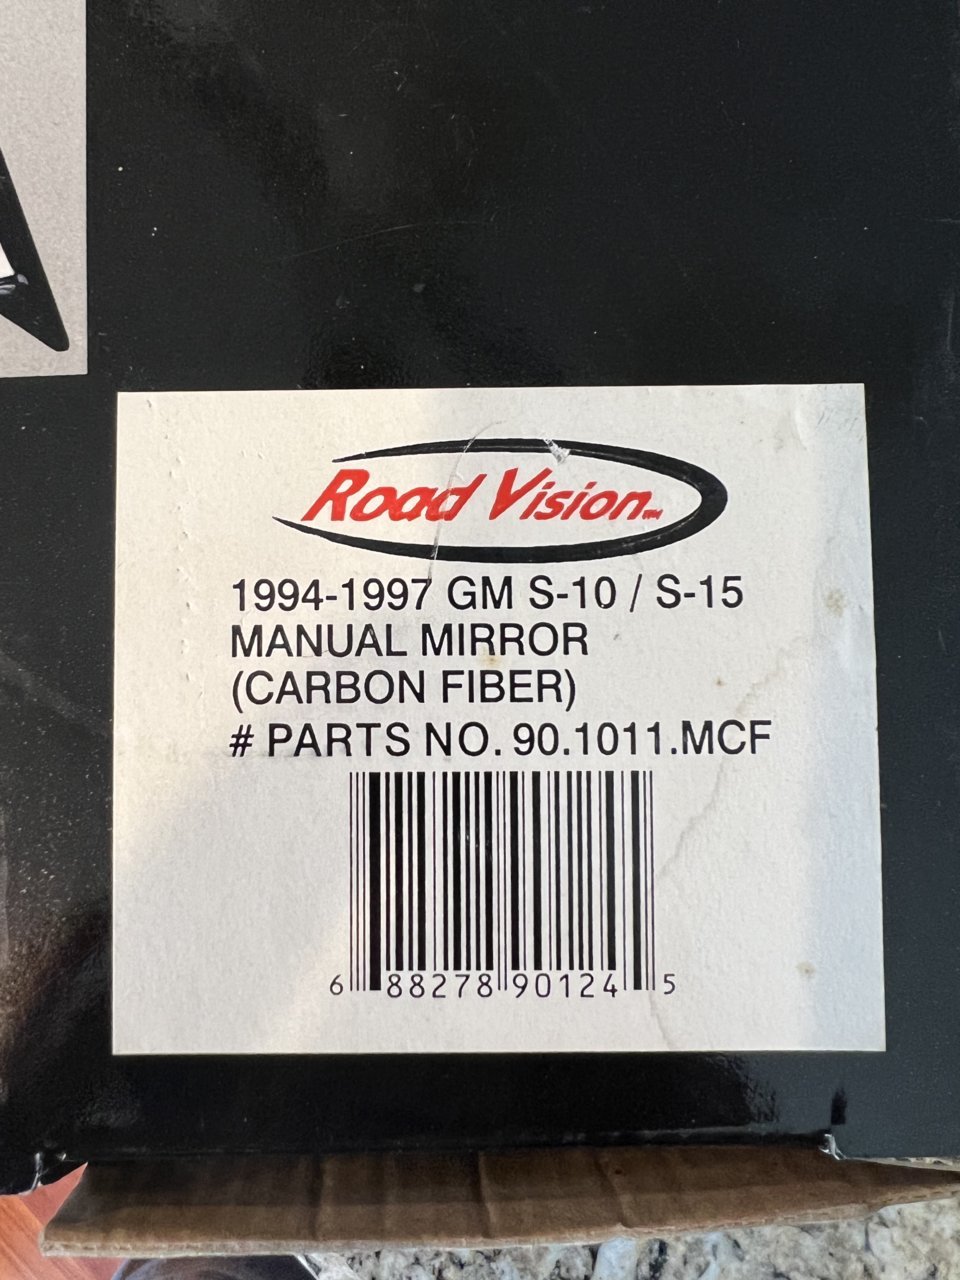 Road Vision™
1994-1997 GM S-10 / S-15
MANUAL MIRROR
(CARBON FIBER)
# PARTS NO. 90.1011.MCF
6 88278 90124 5